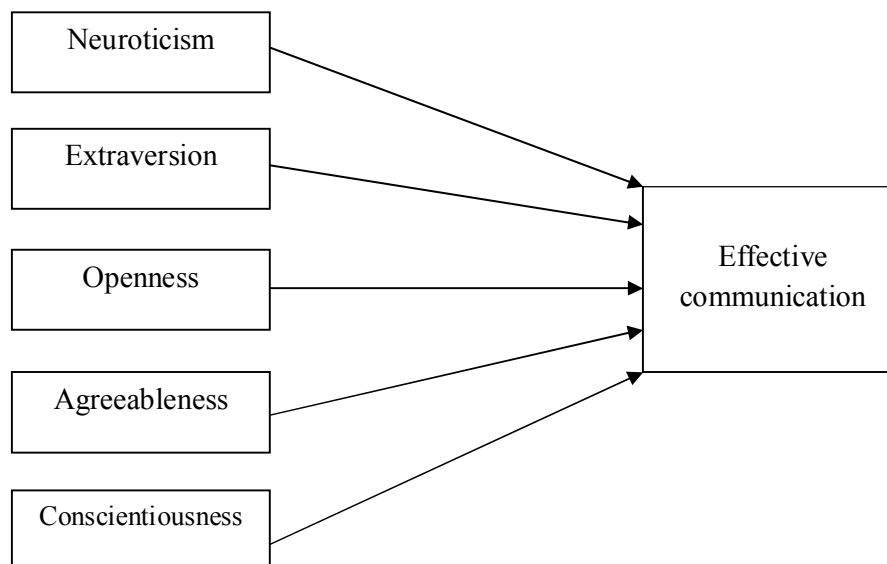 Neuroticism
Extraversion
Openness
Effective
communication
Agreeableness
Conscientiousness